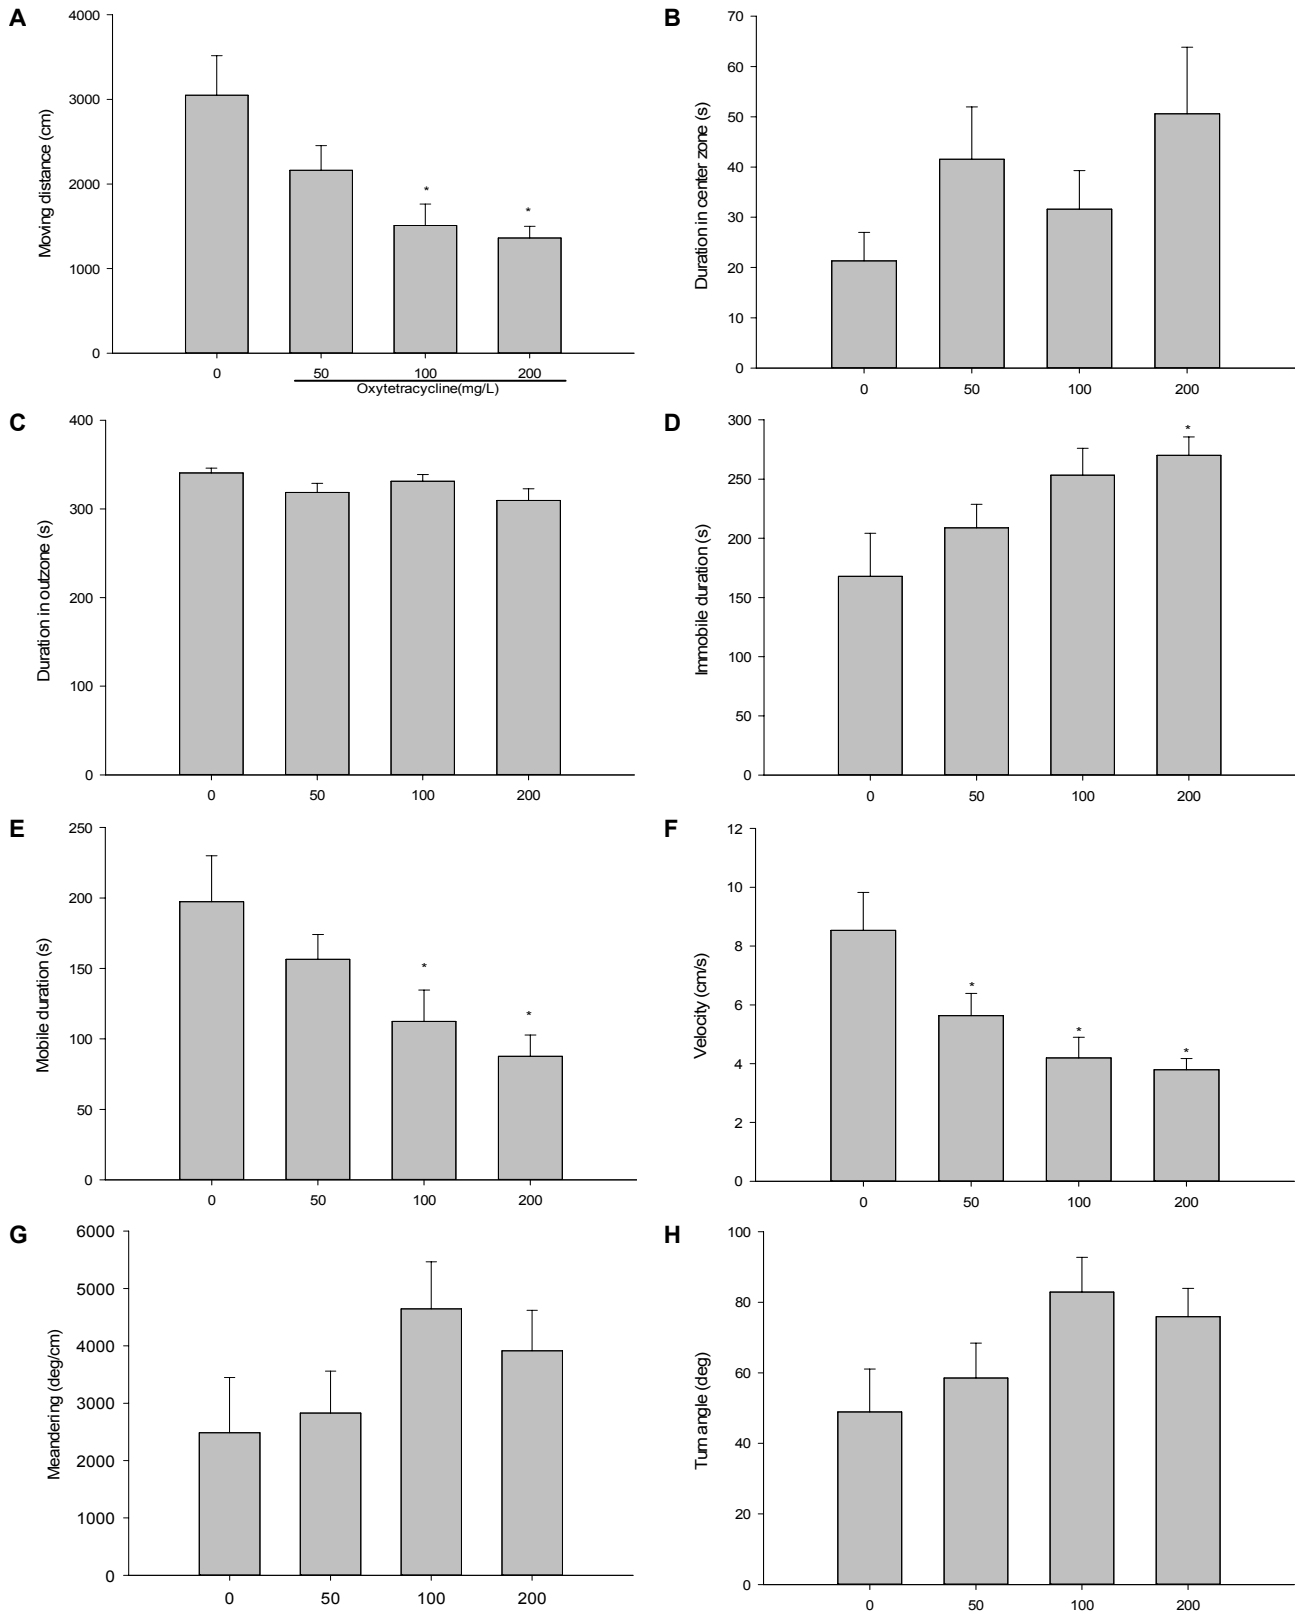 A
Moving distance (cm)
4000
3000
2000
1000
0
*
*
0 50 100 200
Oxytetracycline(mg/L)
B
Duration in center zone (s)
70
60
50
40
30
20
10
0
0 50 100 200
C
Duration in outzone (s)
400
300
200
100
0
0 50 100 200
D
Immobile duration (s)
300
250
200
150
100
50
0
*
0 50 100 200
E
Mobile duration (s)
250
200
150
100
50
0
*
*
0 50 100 200
F
Velocity (cm/s)
12
10
8
6
4
2
0
*
*
*
0 50 100 200
G
Meandering (deg/cm)
6000
5000
4000
3000
2000
1000
0
0 50 100 200
H
Turn angle (deg)
100
80
60
40
20
0
0 50 100 200